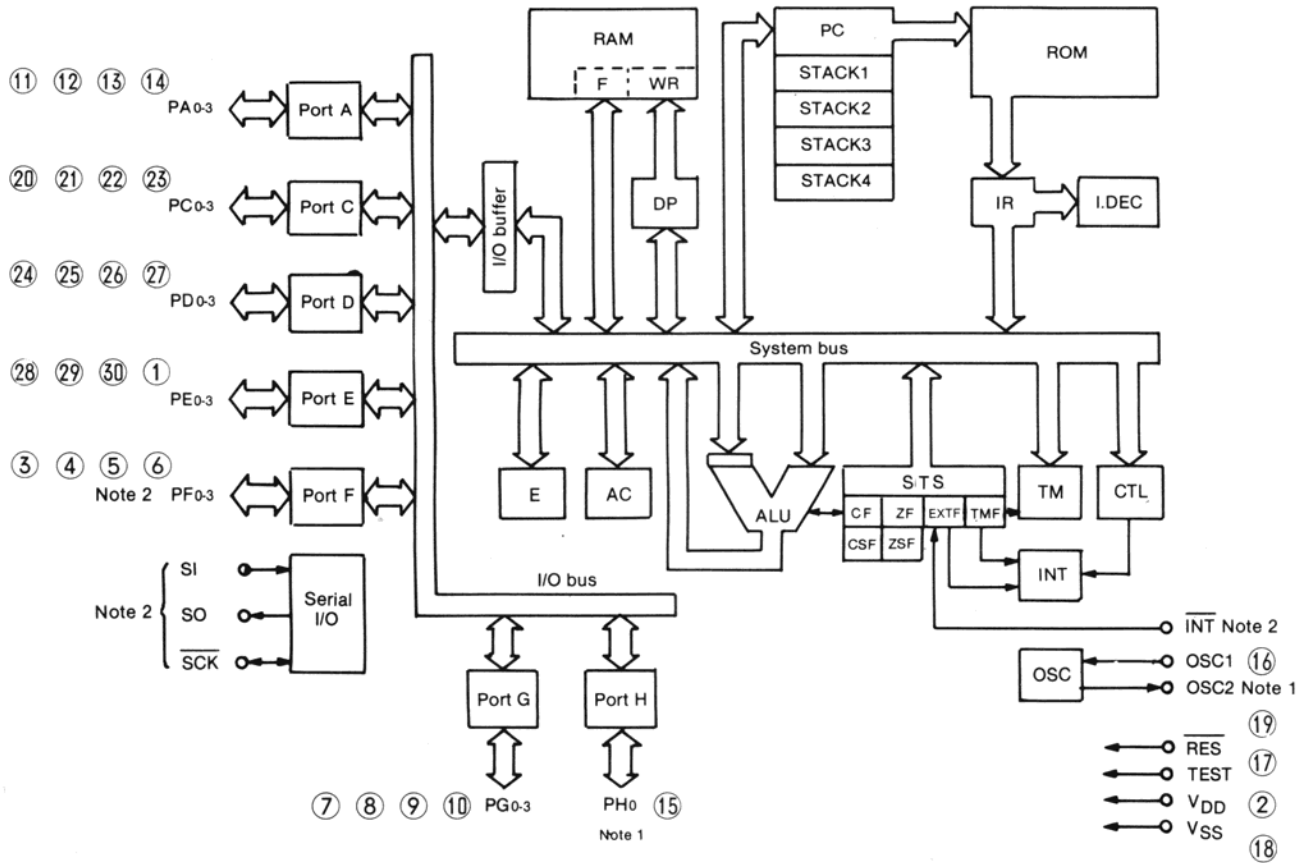 RAM
F WR
PC
STACK1
STACK2
STACK3
STACK4
ROM
IR
I.DEC
DP
I/O buffer
⑪ ⑫ ⑬ ⑭
PA0-3
Port A
⑳ ㉑ ㉒ ㉓
PC0-3
Port C
㉔ ㉕ ㉖ ㉗
PD0-3
Port D
㉘ ㉙ ㉚ ①
PE0-3
Port E
③ ④ ⑤ ⑥
Note 2 PF0-3
Port F
System bus
E
AC
ALU
STS
CF ZF EXTF TMF
CSF ZSF
TM
CTL
INT
Note 2
SI
SO
SCK
Serial I/O
I/O bus
Port G
Port H
⑦ ⑧ ⑨ ⑩ PG0-3
PH0 ⑮
Note 1
INT Note 2
OSC
OSC1 ⑯
OSC2 Note 1
⑲
RES
⑰
TEST
VDD ②
VSS
⑱